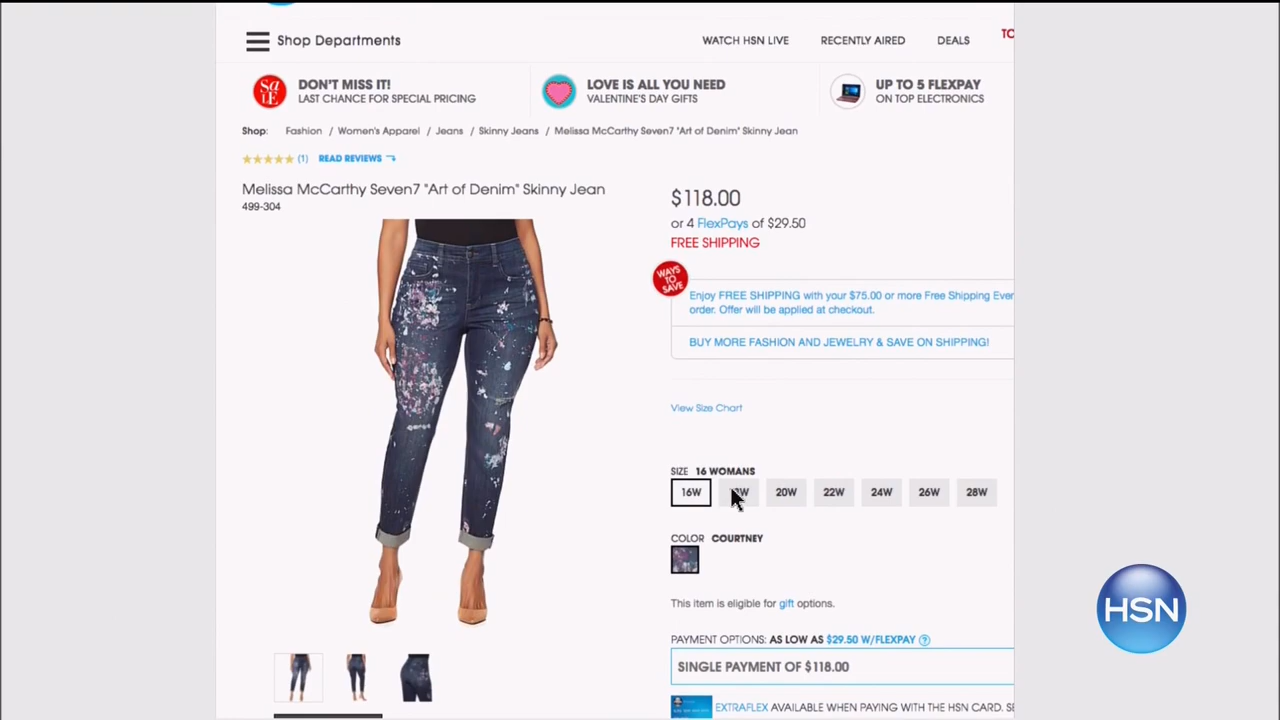 Shop Departments
WATCH HSN LIVE
RECENTLY AIRED
DEALS
TO
SaLE
DON'T MISS IT!
LAST CHANCE FOR SPECIAL PRICING
LOVE IS ALL YOU NEED
VALENTINE'S DAY GIFTS
UP TO 5 FLEXPAY
ON TOP ELECTRONICS
Shop: Fashion / Women's Apparel / Jeans / Skinny Jeans / Melissa McCarthy Seven7 "Art of Denim" Skinny Jean
(1) READ REVIEWS
Melissa McCarthy Seven7 "Art of Denim" Skinny Jean
499-304
$118.00
or 4 FlexPays of $29.50
FREE SHIPPING
WAYS
TO
SAVE
Enjoy FREE SHIPPING with your $75.00 or more Free Shipping Ever
order. Offer will be applied at checkout.
BUY MORE FASHION AND JEWELRY & SAVE ON SHIPPING!
View Size Chart
SIZE 16 WOMANS
16W 20W 22W 24W 26W 28W
COLOR COURTNEY
This item is eligible for gift options.
PAYMENT OPTIONS: AS LOW AS $29.50 W/FLEXPAY ?
SINGLE PAYMENT OF $118.00
EXTRAFLEX AVAILABLE WHEN PAYING WITH THE HSN CARD. SE
HSN